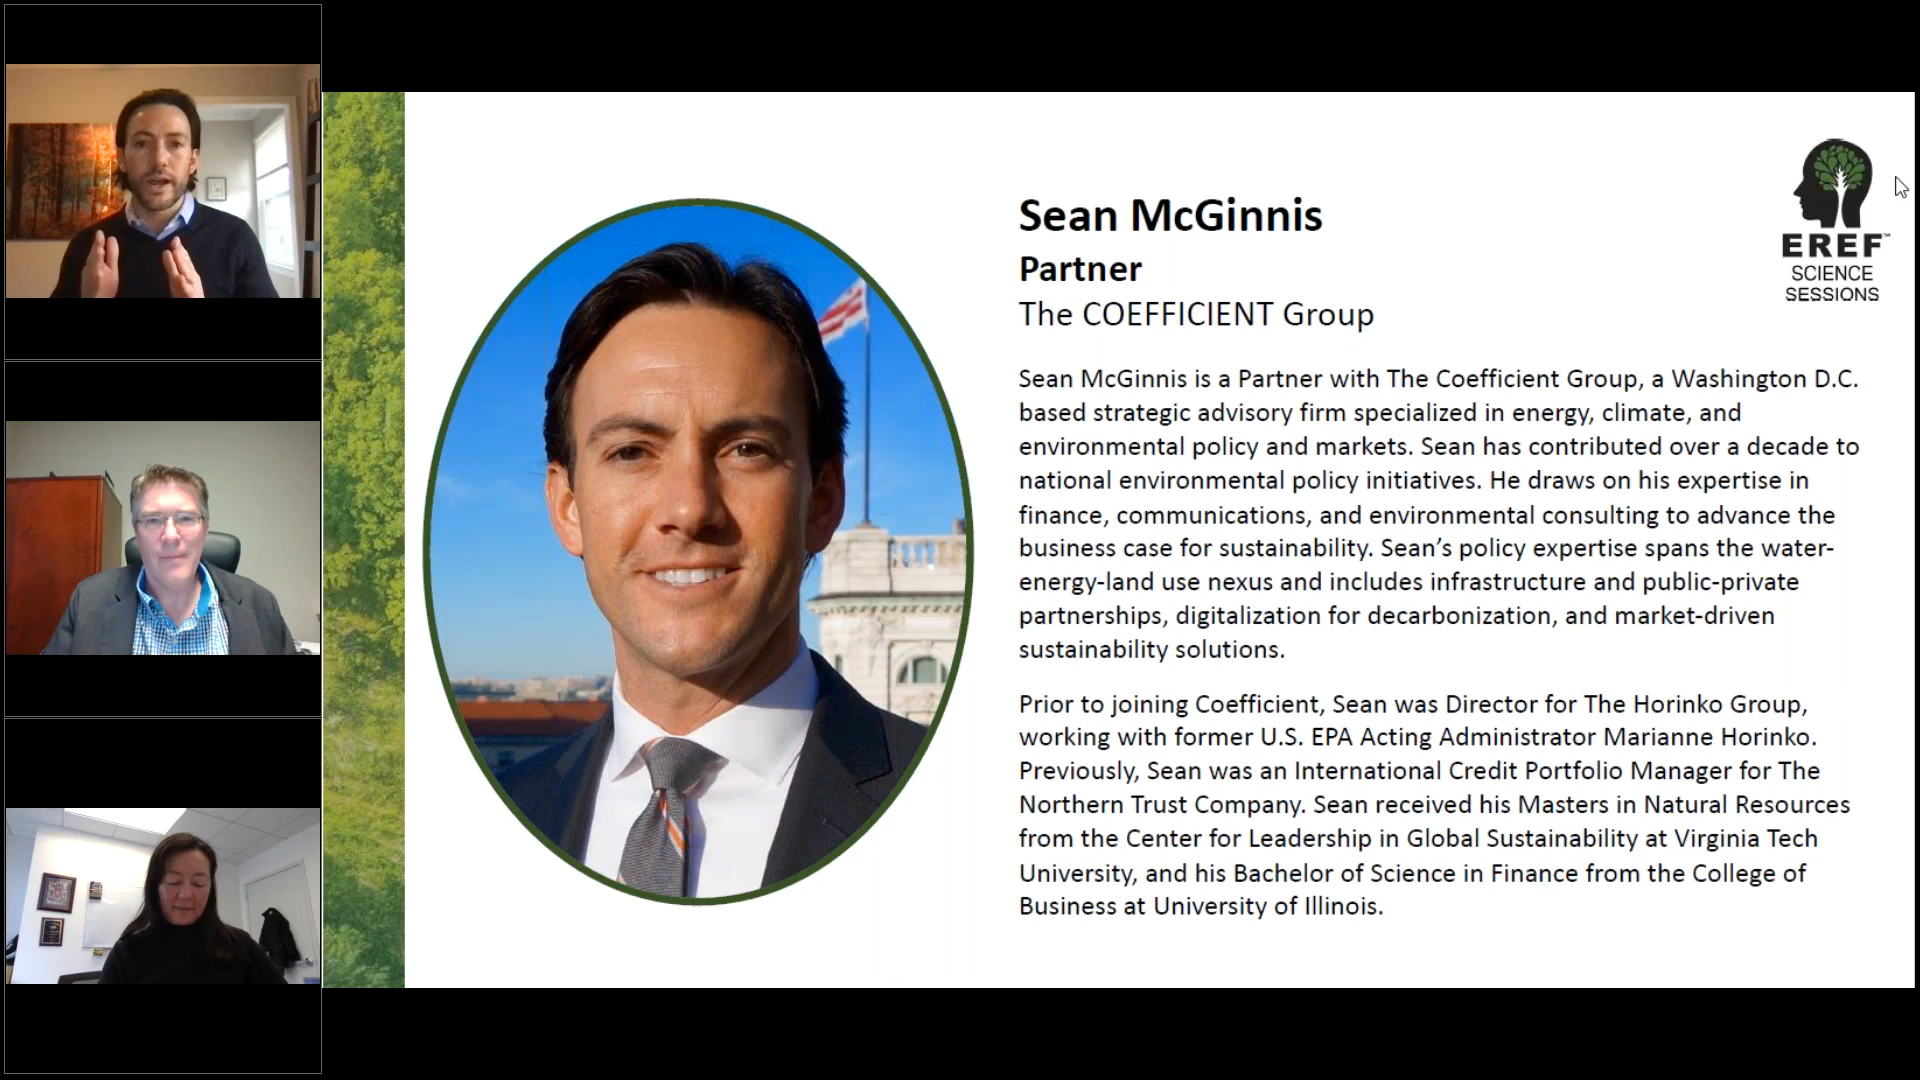 Sean McGinnis
Partner
The COEFFICIENT Group
Sean McGinnis is a Partner with The Coefficient Group, a Washington D.C.
based strategic advisory firm specialized in energy, climate, and
environmental policy and markets. Sean has contributed over a decade to
national environmental policy initiatives. He draws on his expertise in
finance, communications, and environmental consulting to advance the
business case for sustainability. Sean’s policy expertise spans the water-
energy-land use nexus and includes infrastructure and public-private
partnerships, digitalization for decarbonization, and market-driven
sustainability solutions.
Prior to joining Coefficient, Sean was Director for The Horinko Group,
working with former U.S. EPA Acting Administrator Marianne Horinko.
Previously, Sean was an International Credit Portfolio Manager for The
Northern Trust Company. Sean received his Masters in Natural Resources
from the Center for Leadership in Global Sustainability at Virginia Tech
University, and his Bachelor of Science in Finance from the College of
Business at University of Illinois.
EREF™
SCIENCE
SESSIONS